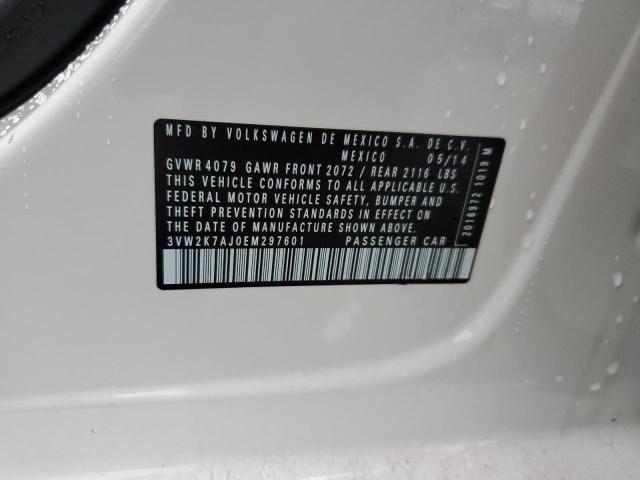 MFD BY VOLKSWAGEN DE MEXICO S.A. DE C.V.
MEXICO 05/14
GVWR 4079 GAWR FRONT 2072 / REAR 2116 LBS
THIS VEHICLE CONFORMS TO ALL APPLICABLE U.S.
FEDERAL MOTOR VEHICLE SAFETY, BUMPER AND
THEFT PREVENTION STANDARDS IN EFFECT ON
THE DATE OF MANUFACTURE SHOWN ABOVE.
3VW2K7AJ0EM297601 PASSENGER CAR
2016972 1019 M